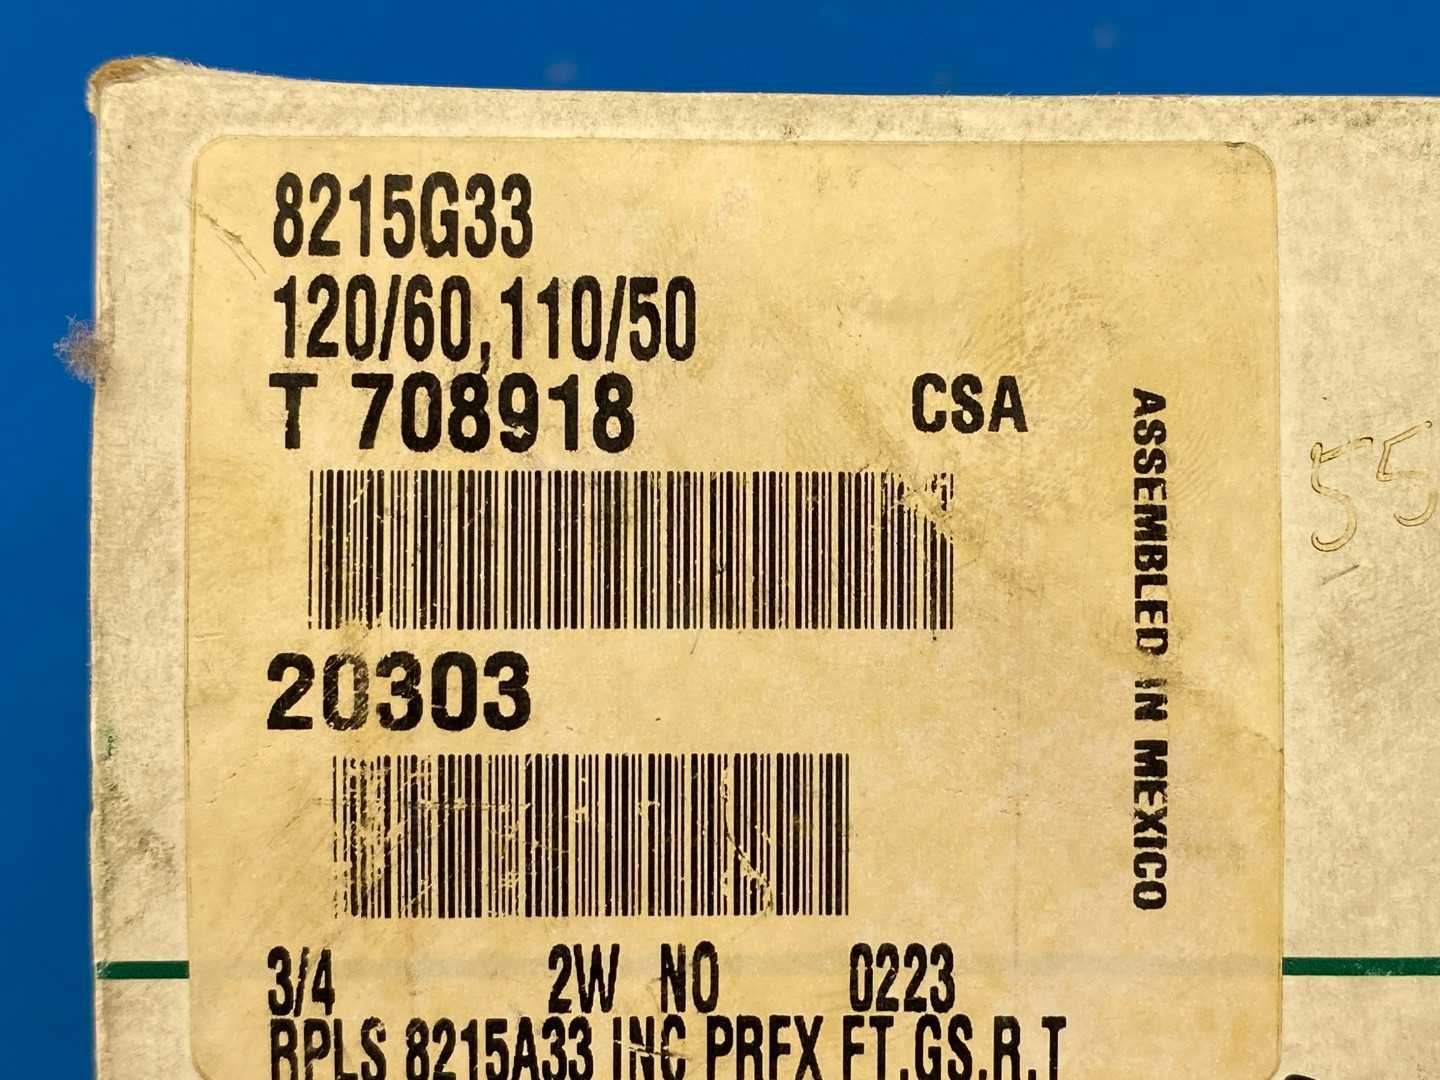 8215G33
120/60,110/50
T 708918
CSA
ASSEMBLED IN MEXICO
55
20303
3/4 2W NO 0223
RPLS 8215A33 INC PRFX FT,GS,R,T